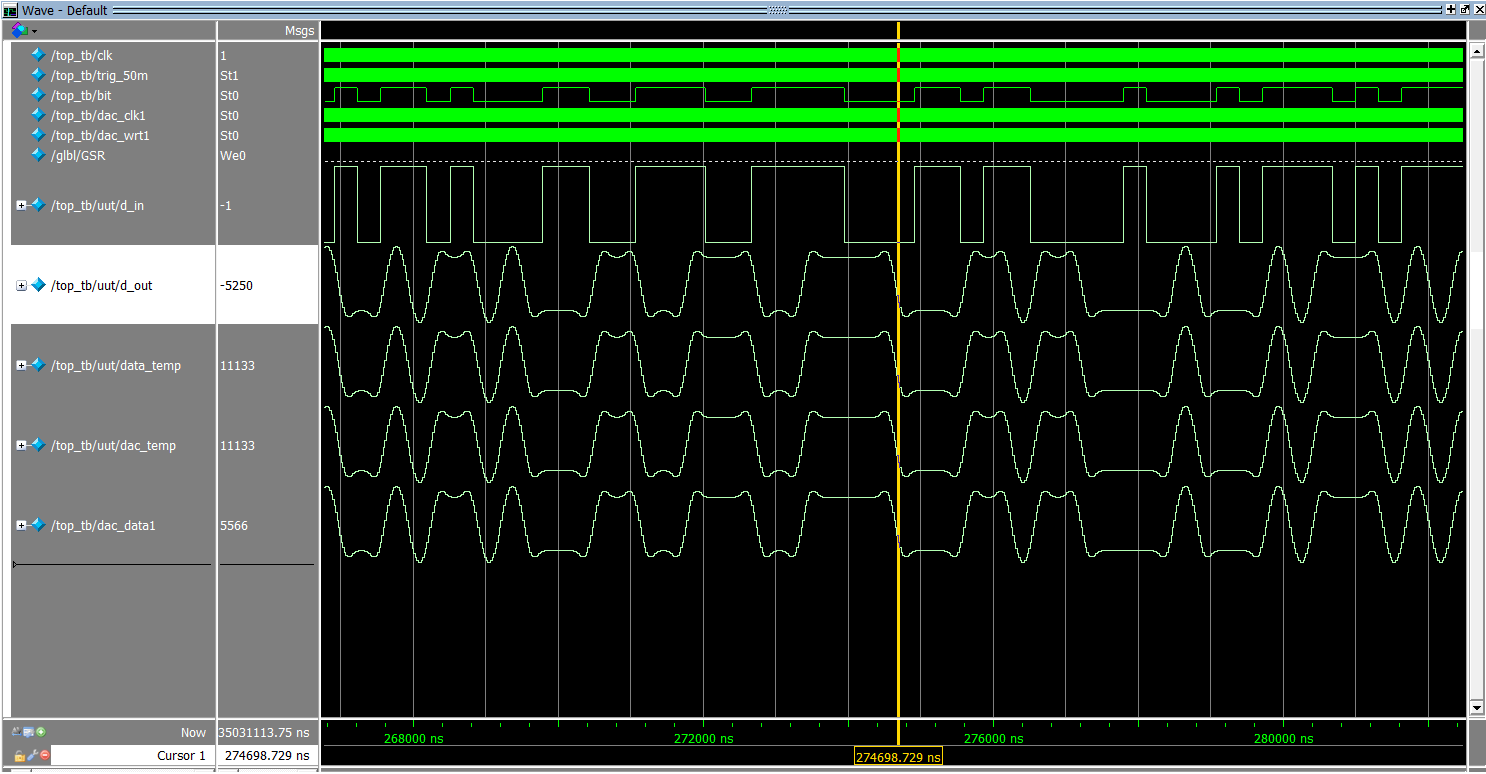 Wave - Default
Msgs
/top_tb/clk 1
/top_tb/trig_50m St1
/top_tb/bit St0
/top_tb/dac_clk1 St0
/top_tb/dac_wrt1 St0
/glbl/GSR We0
/top_tb/uut/d_in -1
/top_tb/uut/d_out -5250
/top_tb/uut/data_temp 11133
/top_tb/uut/dac_temp 11133
/top_tb/dac_data1 5566
Now 35031113.75 ns
268000 ns 272000 ns 276000 ns 280000 ns
Cursor 1 274698.729 ns 274698.729 ns